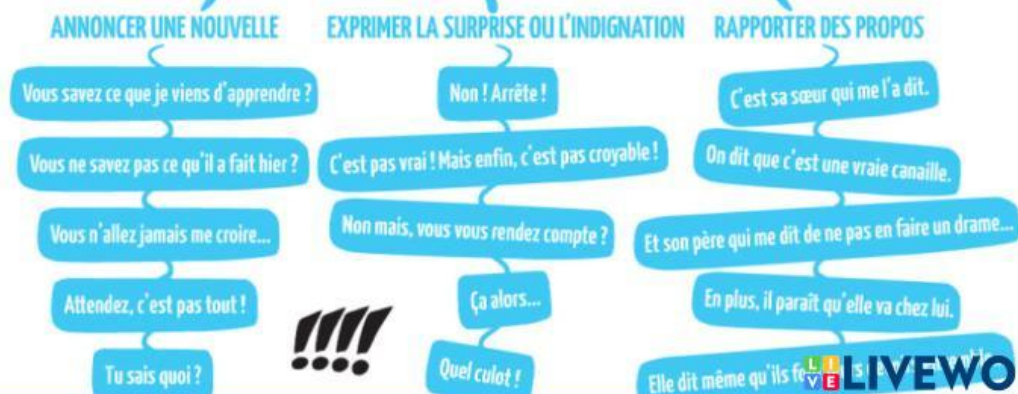 ANNONCER UNE NOUVELLE
Vous savez ce que je viens d'apprendre ?
Vous ne savez pas ce qu'il a fait hier ?
Vous n'allez jamais me croire...
Attendez, c'est pas tout !
Tu sais quoi ?
EXPRIMER LA SURPRISE OU L'INDIGNATION
Non ! Arrête !
C'est pas vrai ! Mais enfin, c'est pas croyable !
Non mais, vous vous rendez compte ?
Ça alors...
Quel culot !
!!!!
RAPPORTER DES PROPOS
C'est sa sœur qui me l'a dit.
On dit que c'est une vraie canaille.
Et son père qui me dit de ne pas en faire un drame...
En plus, il paraît qu'elle va chez lui.
Elle dit même qu'ils
LIVE
LIVEWO